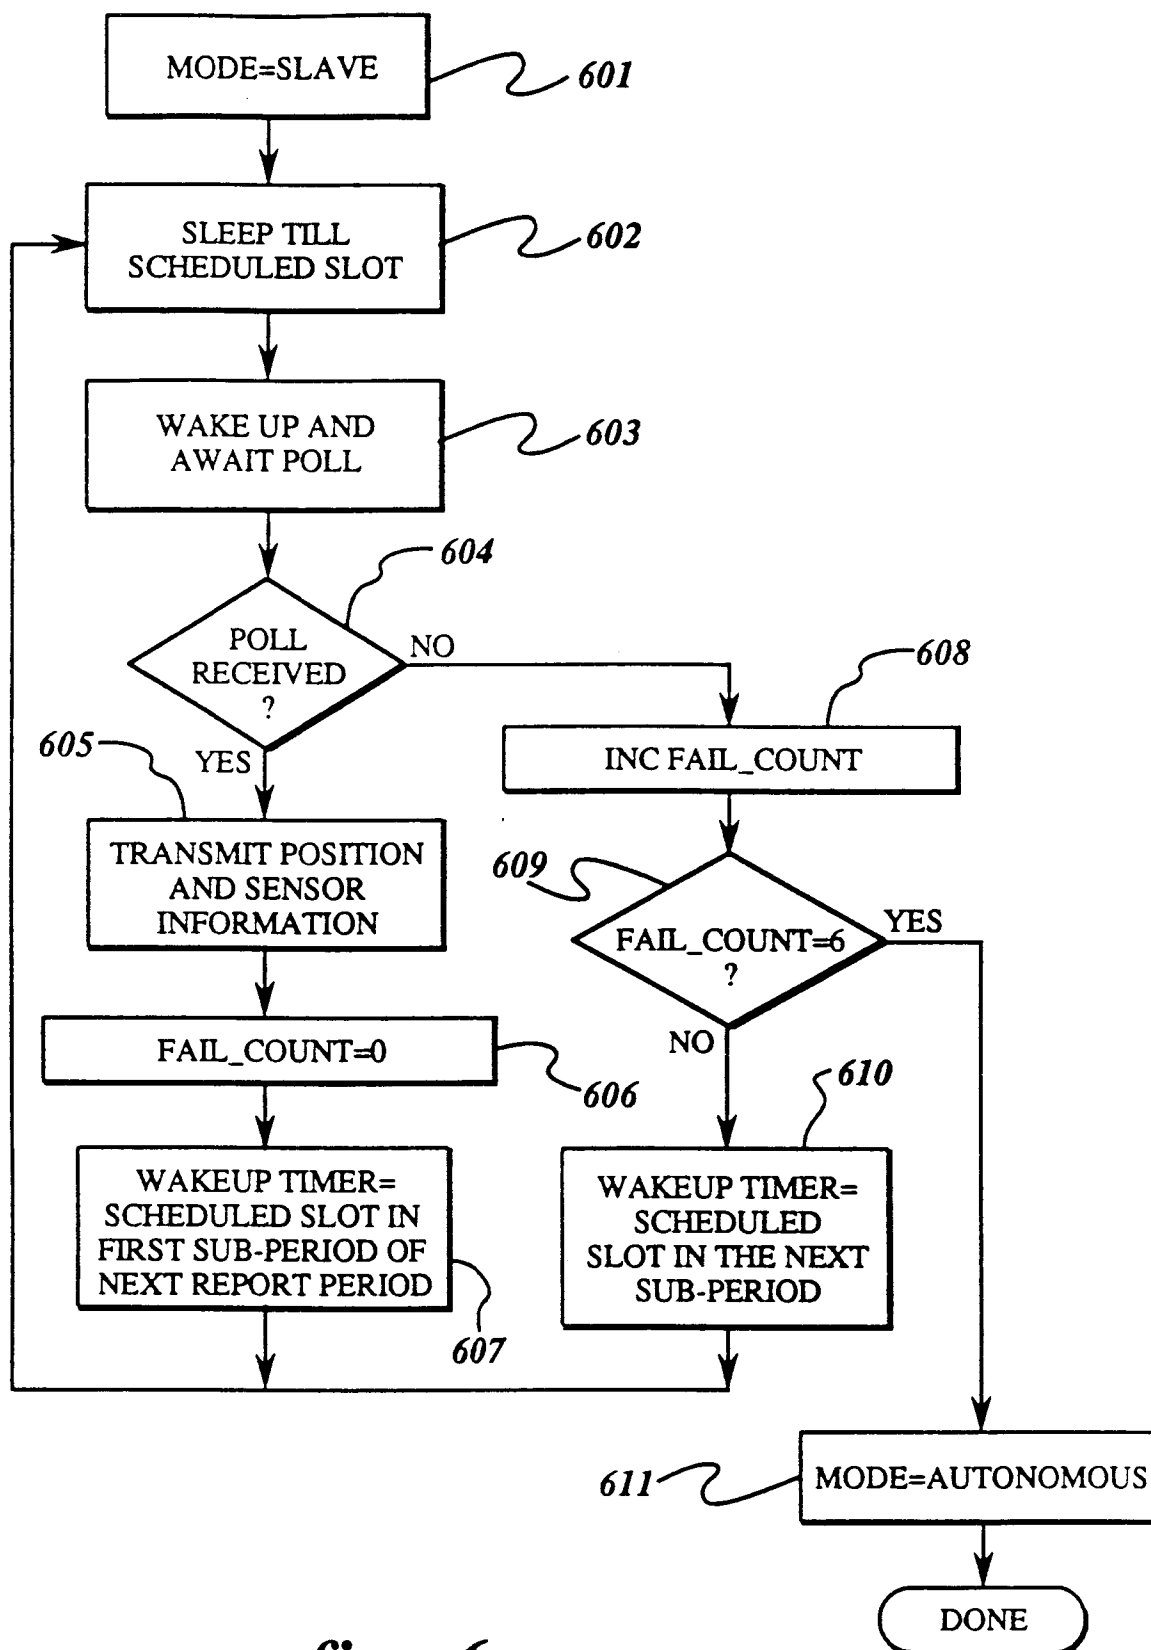 MODE=SLAVE
601
SLEEP TILL
SCHEDULED SLOT
602
WAKE UP AND
AWAIT POLL
603
604
POLL
RECEIVED
?
NO
YES
608
INC FAIL_COUNT
605
TRANSMIT POSITION
AND SENSOR
INFORMATION
609
FAIL_COUNT=6
?
YES
NO
FAIL_COUNT=0
606
610
WAKEUP TIMER=
SCHEDULED SLOT IN
FIRST SUB-PERIOD OF
NEXT REPORT PERIOD
607
WAKEUP TIMER=
SCHEDULED
SLOT IN THE NEXT
SUB-PERIOD
611
MODE=AUTONOMOUS
DONE